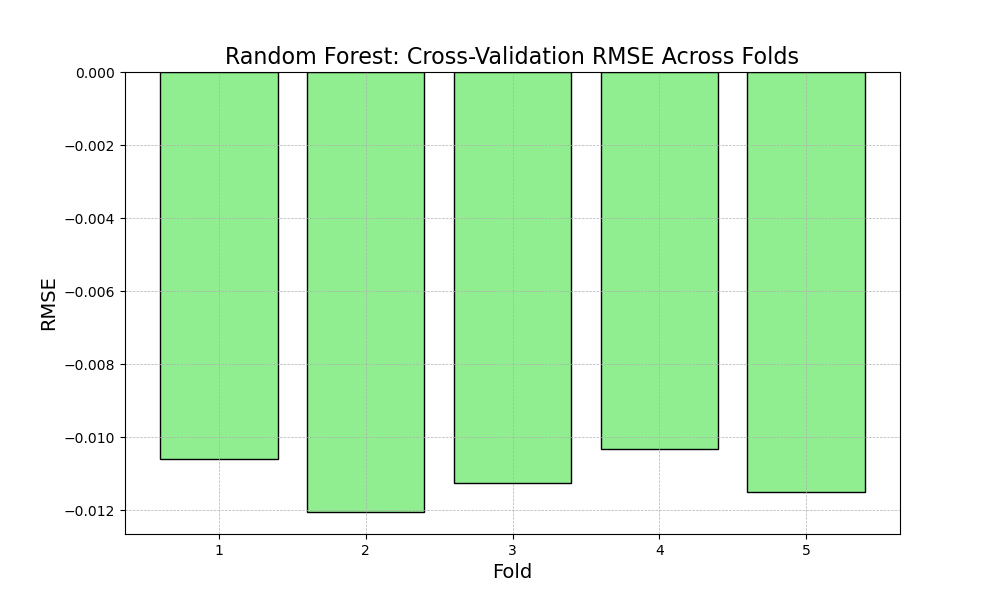 Random Forest: Cross-Validation RMSE Across Folds
0.000
−0.002
−0.004
−0.006
−0.008
−0.010
−0.012
RMSE
1 2 3 4 5
Fold